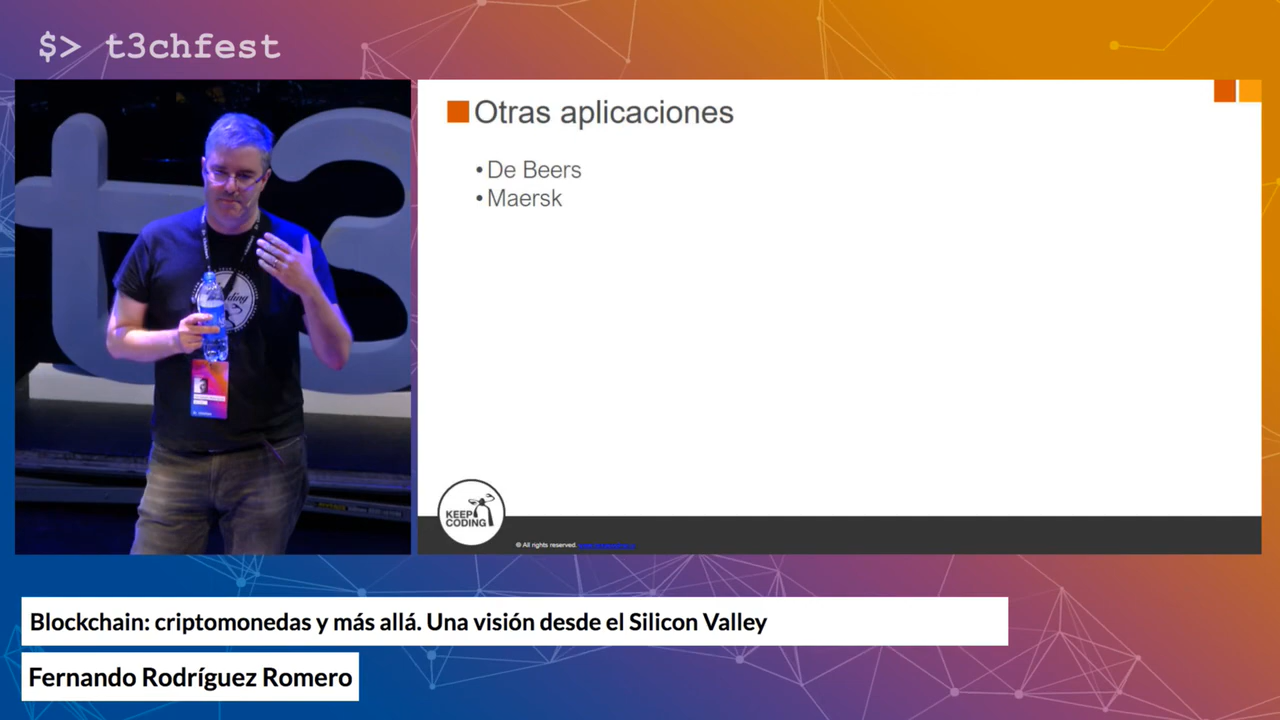 $> t3chfest
t3
Otras aplicaciones
• De Beers
• Maersk
KEEP
CODING
© All rights reserved.
Blockchain: criptomonedas y más allá. Una visión desde el Silicon Valley
Fernando Rodríguez Romero